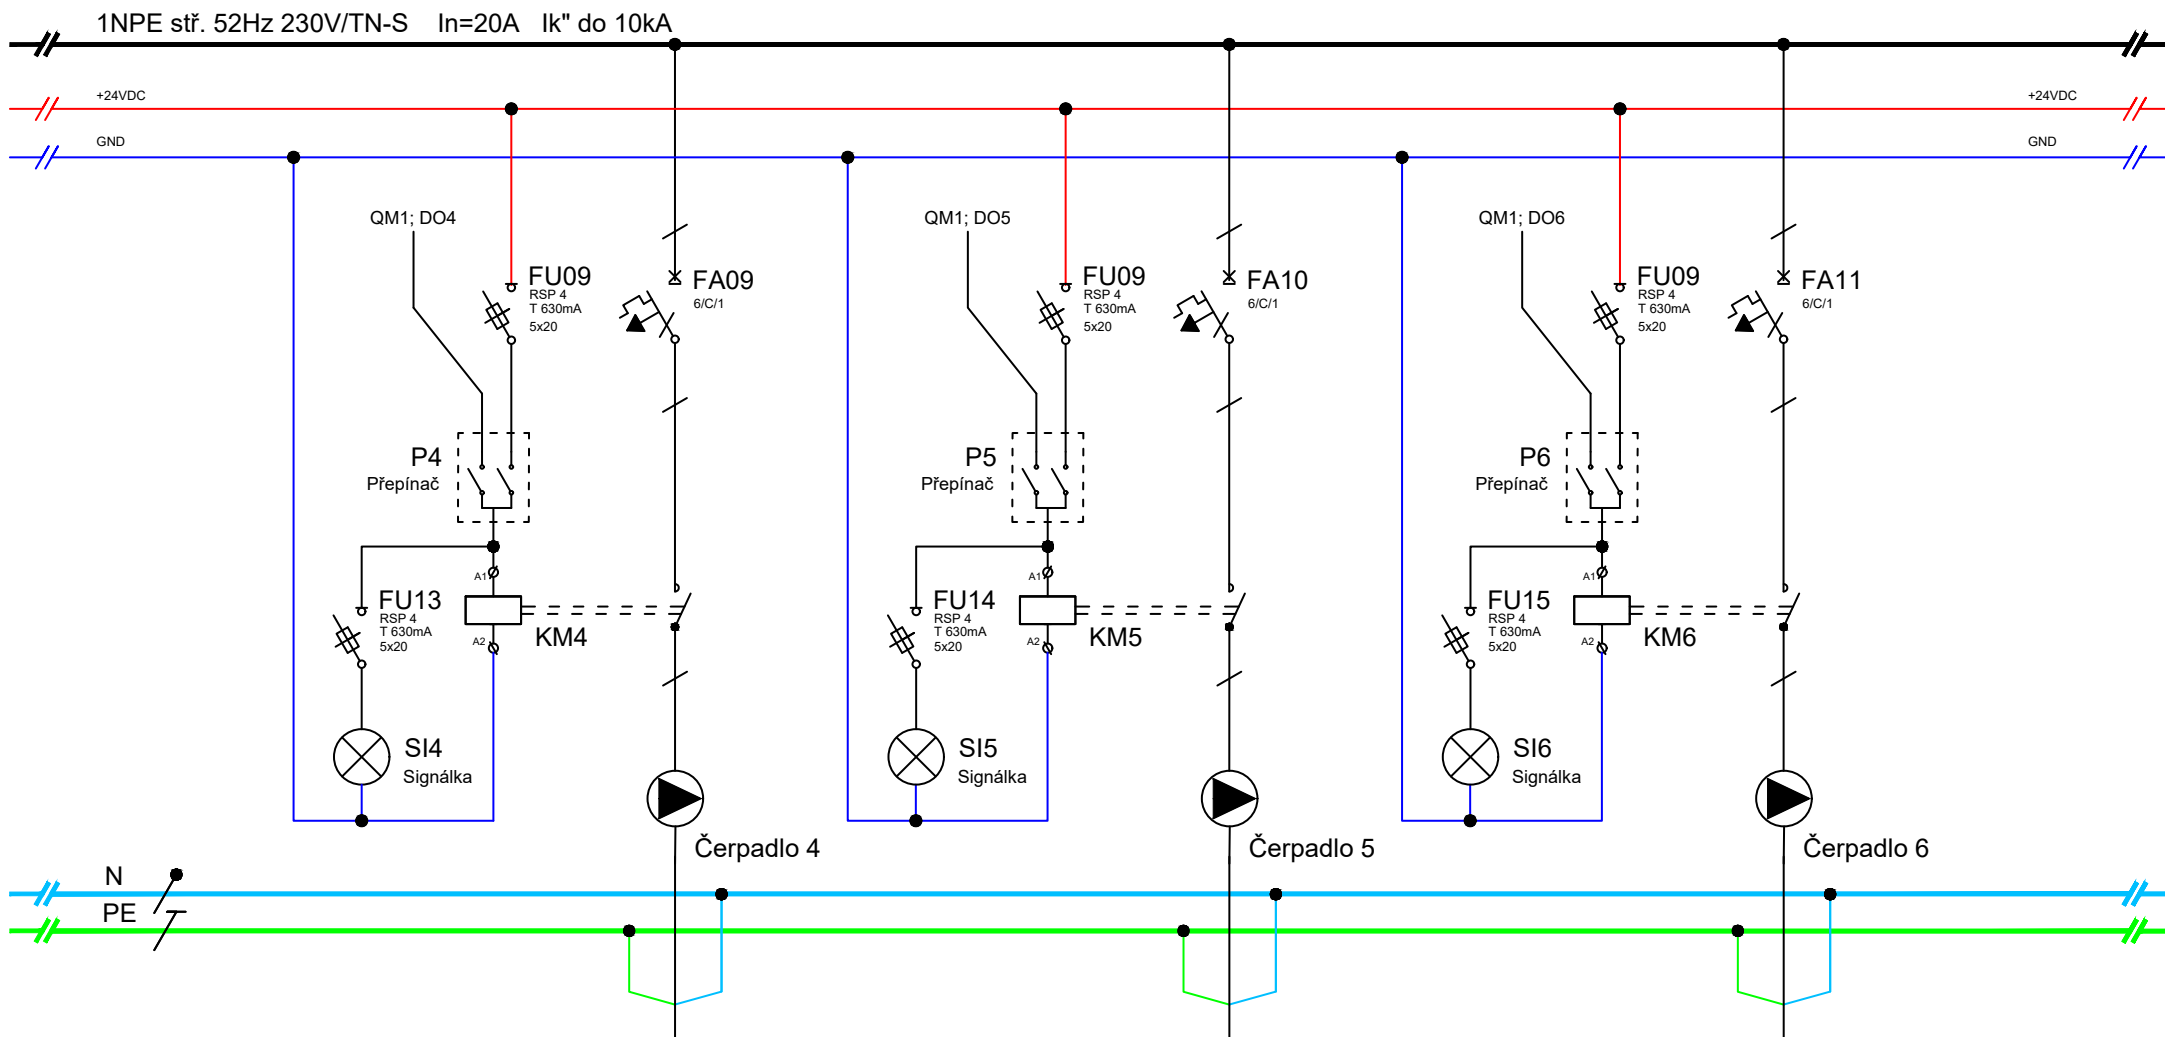 1NPE stř. 52Hz 230V/TN-S In=20A Ik" do 10kA
+24VDC +24VDC
GND GND
QM1; DO4 QM1; DO5 QM1; DO6
FU09 FA09 FU09 FA10 FU09 FA11
RSP 4 6/C/1 RSP 4 6/C/1 RSP 4 6/C/1
T 630mA T 630mA T 630mA
5x20 5x20 5x20
P4 P5 P6
Přepínač Přepínač Přepínač
A1 A1 A1
FU13 FU14 FU15
RSP 4 RSP 4 RSP 4
T 630mA T 630mA T 630mA
5x20 A2 KM4 5x20 A2 KM5 5x20 A2 KM6
SI4 SI5 SI6
Signálka Signálka Signálka
Čerpadlo 4 Čerpadlo 5 Čerpadlo 6
N
PE